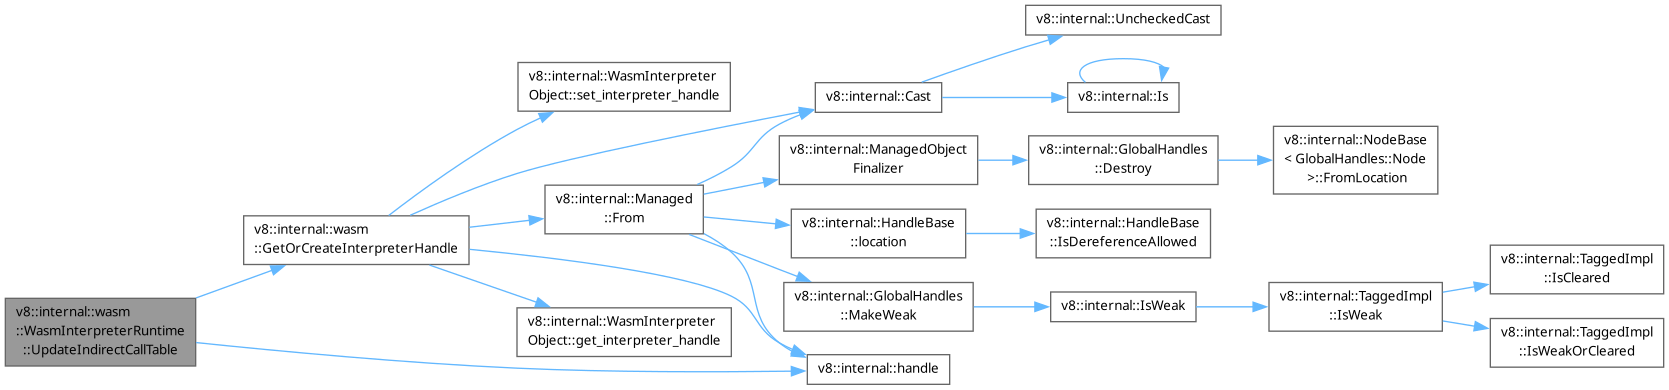 v8::internal::wasm
::WasmInterpreterRuntime
::UpdateIndirectCallTable
v8::internal::wasm
::GetOrCreateInterpreterHandle
v8::internal::WasmInterpreter
Object::set_interpreter_handle
v8::internal::Managed
::From
v8::internal::WasmInterpreter
Object::get_interpreter_handle
v8::internal::Cast
v8::internal::ManagedObject
Finalizer
v8::internal::HandleBase
::location
v8::internal::GlobalHandles
::MakeWeak
v8::internal::handle
v8::internal::UncheckedCast
v8::internal::Is
v8::internal::GlobalHandles
::Destroy
v8::internal::HandleBase
::IsDereferenceAllowed
v8::internal::IsWeak
v8::internal::NodeBase
< GlobalHandles::Node
>::FromLocation
v8::internal::TaggedImpl
::IsWeak
v8::internal::TaggedImpl
::IsCleared
v8::internal::TaggedImpl
::IsWeakOrCleared